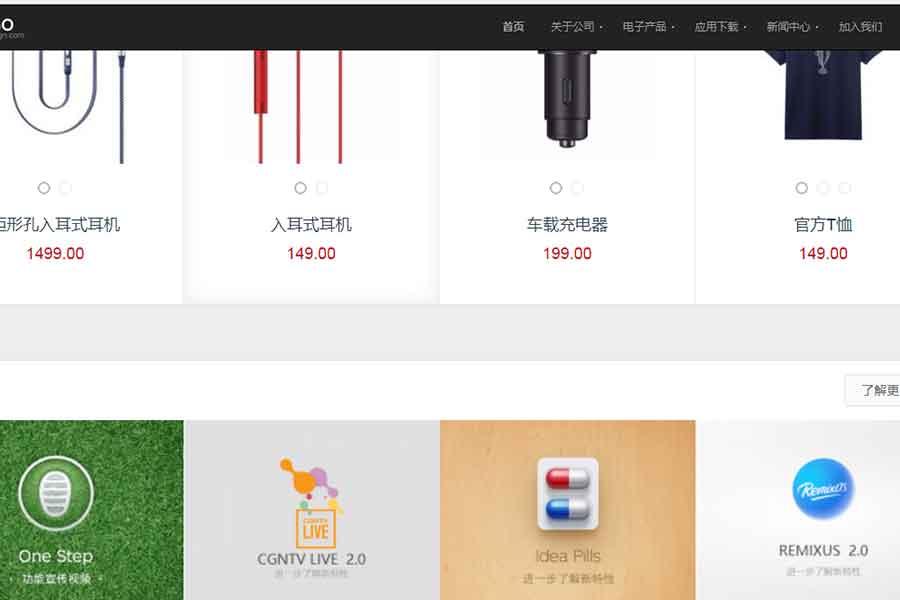 首页 关于公司 电子产品 应用下载 新闻中心 加入我们
形孔入耳式耳机
1499.00
入耳式耳机
149.00
车载充电器
199.00
官方T恤
149.00
了解更
One Step
功能宣传视频
CGNTV
LIVE
CGNTV LIVE 2.0
进一步了解新特性
Idea Pills
进一步了解新特性
RemixUS
REMIXUS 2.0
进一步了解新特性